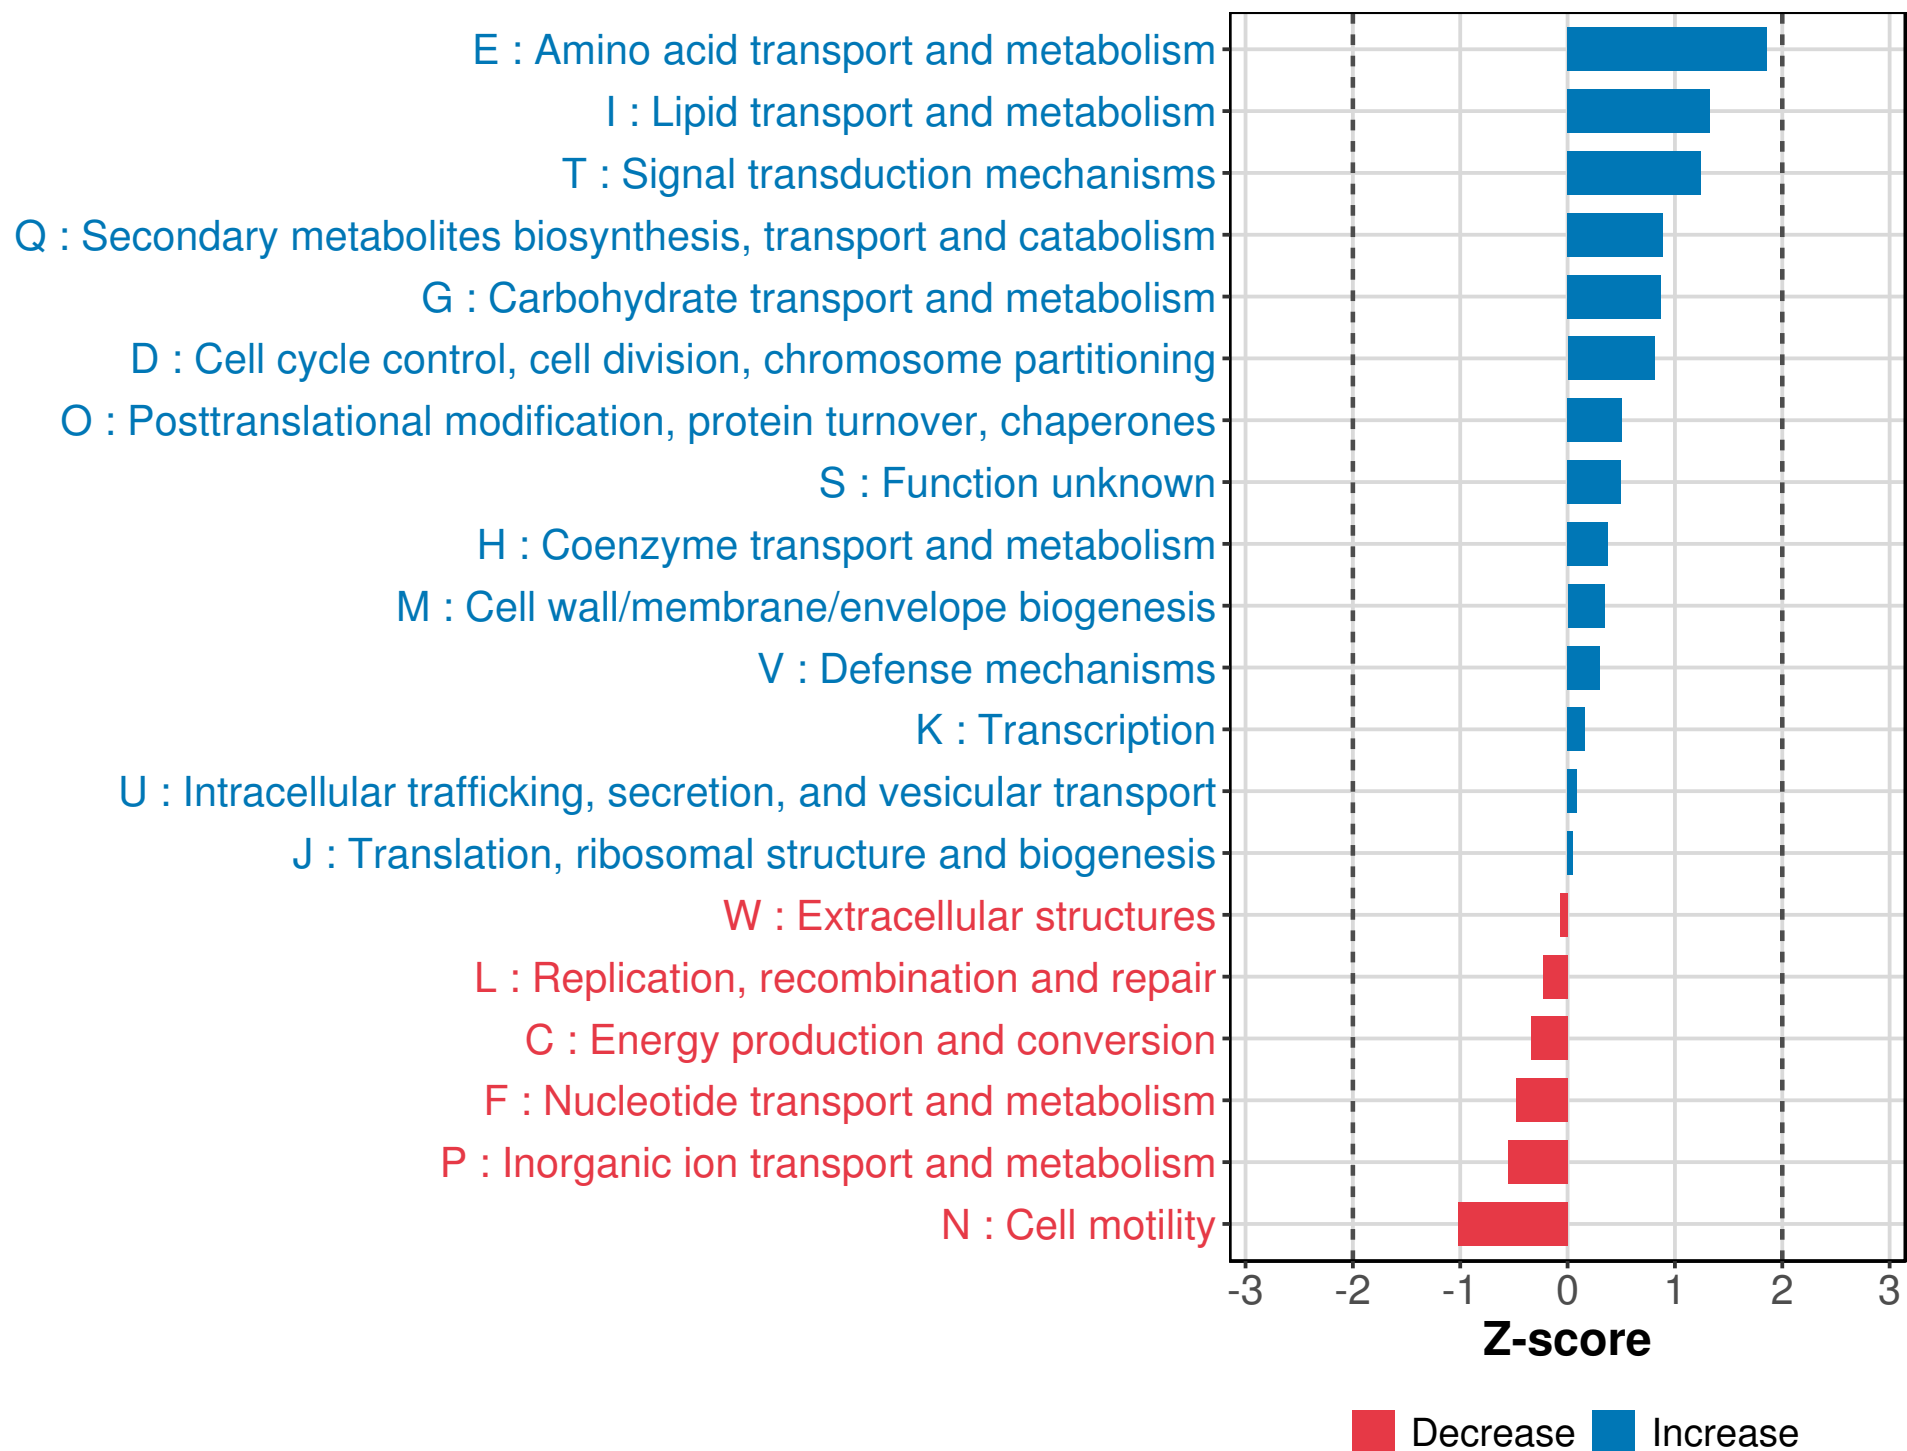 E : Amino acid transport and metabolism
I : Lipid transport and metabolism
T : Signal transduction mechanisms
Q : Secondary metabolites biosynthesis, transport and catabolism
G : Carbohydrate transport and metabolism
D : Cell cycle control, cell division, chromosome partitioning
O : Posttranslational modification, protein turnover, chaperones
S : Function unknown
H : Coenzyme transport and metabolism
M : Cell wall/membrane/envelope biogenesis
V : Defense mechanisms
K : Transcription
U : Intracellular trafficking, secretion, and vesicular transport
J : Translation, ribosomal structure and biogenesis
W : Extracellular structures
L : Replication, recombination and repair
C : Energy production and conversion
F : Nucleotide transport and metabolism
P : Inorganic ion transport and metabolism
N : Cell motility
-3 -2 -1 0 1 2 3
Z-score
Decrease Increase